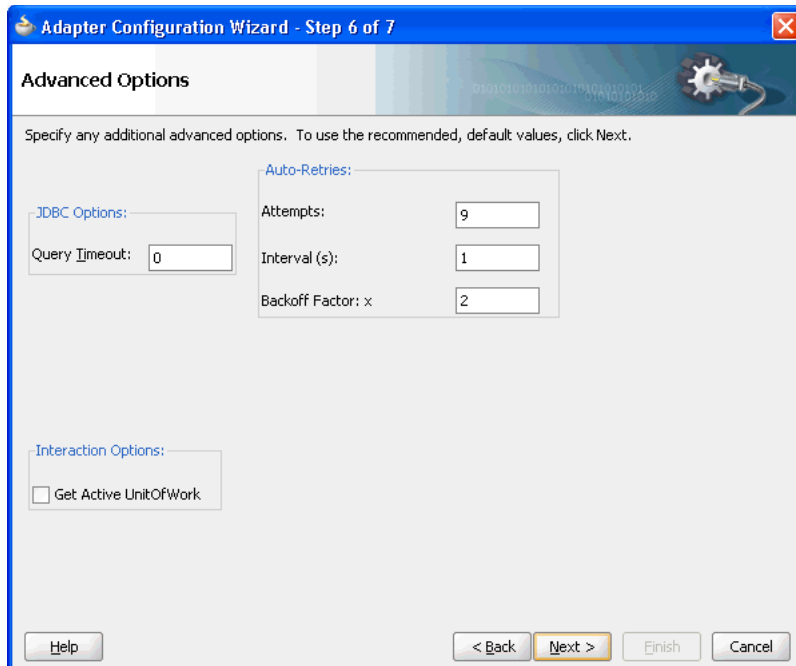 Adapter Configuration Wizard - Step 6 of 7
Advanced Options
Specify any additional advanced options. To use the recommended, default values, click Next.
Auto-Retries:
JDBC Options:
Attempts: 9
Query Timeout: 0
Interval (s): 1
Backoff Factor: x 2
Interaction Options:
Get Active UnitOfWork
Help < Back Next > Finish Cancel